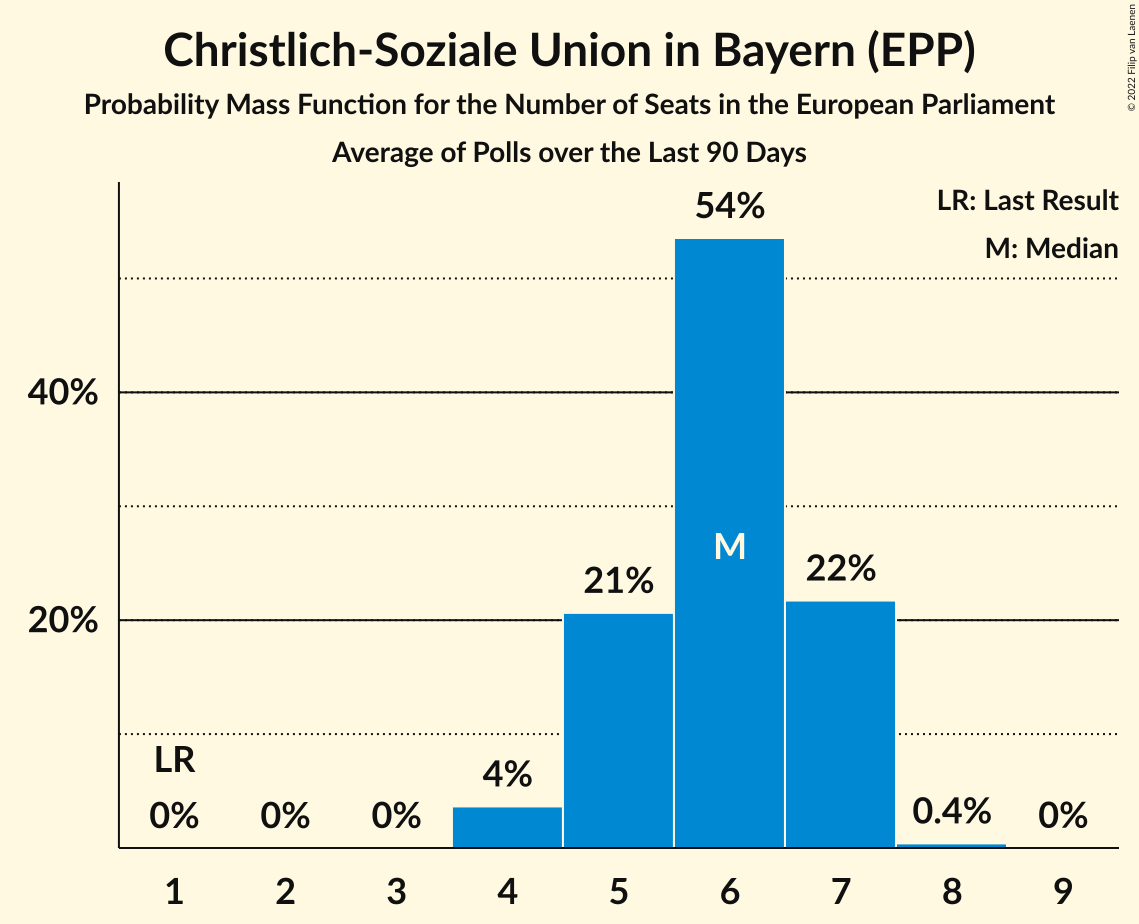 Christlich-Soziale Union in Bayern (EPP)
Probability Mass Function for the Number of Seats in the European Parliament
Average of Polls over the Last 90 Days
© 2022 Filip van Laenen
LR: Last Result
M: Median
54%
40%
M
22%
21%
20%
LR
4%
0% 0% 0% 0.4% 0%
1 2 3 4 5 6 7 8 9